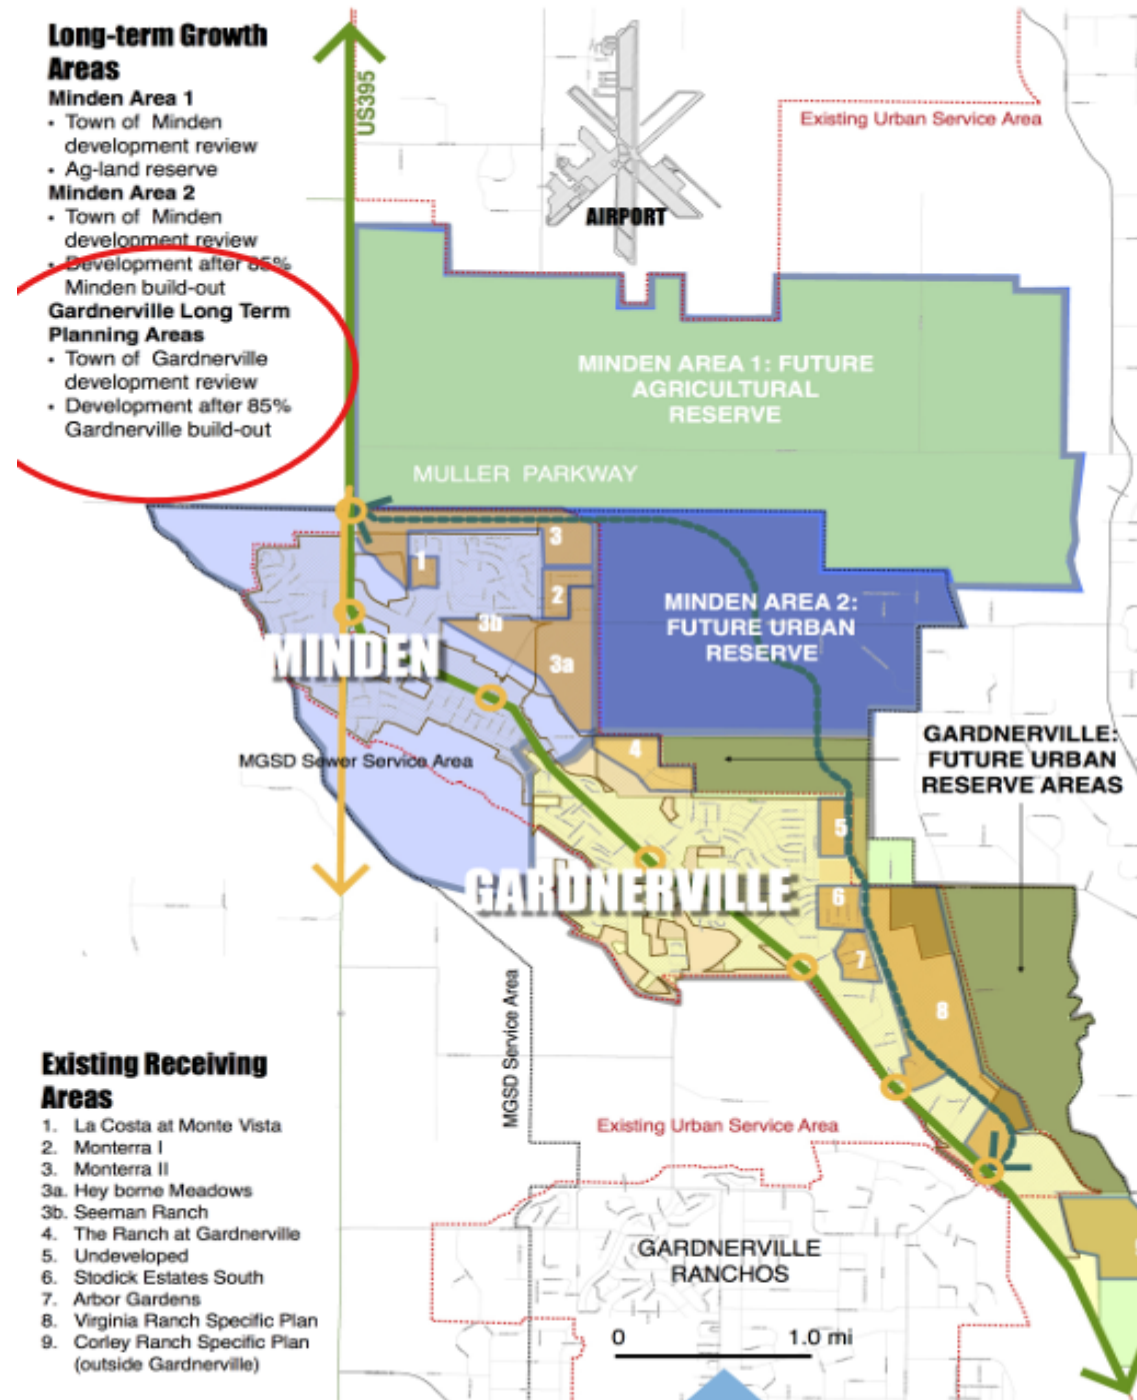 Long-term Growth
Areas
Minden Area 1
• Town of Minden
development review
• Ag-land reserve
Minden Area 2
• Town of Minden
development review
• Development after 85%
Minden build-out
Gardnerville Long Term
Planning Areas
• Town of Gardnerville
development review
• Development after 85%
Gardnerville build-out
US395
Existing Urban Service Area
AIRPORT
MINDEN AREA 1: FUTURE
AGRICULTURAL
RESERVE
MULLER PARKWAY
3
1
2
3b
3a
MINDEN AREA 2:
FUTURE URBAN
RESERVE
MINDEN
MGSD Sewer Service Area
4
GARDNERVILLE:
FUTURE URBAN
RESERVE AREAS
5
GARDNERVILLE
6
7
8
MGSD Service Area
Existing Receiving
Areas
1. La Costa at Monte Vista
2. Monterra I
3. Monterra II
3a. Hey borne Meadows
3b. Seeman Ranch
4. The Ranch at Gardnerville
5. Undeveloped
6. Stodick Estates South
7. Arbor Gardens
8. Virginia Ranch Specific Plan
9. Corley Ranch Specific Plan
(outside Gardnerville)
Existing Urban Service Area
GARDNERVILLE
RANCHOS
0 1.0 mi